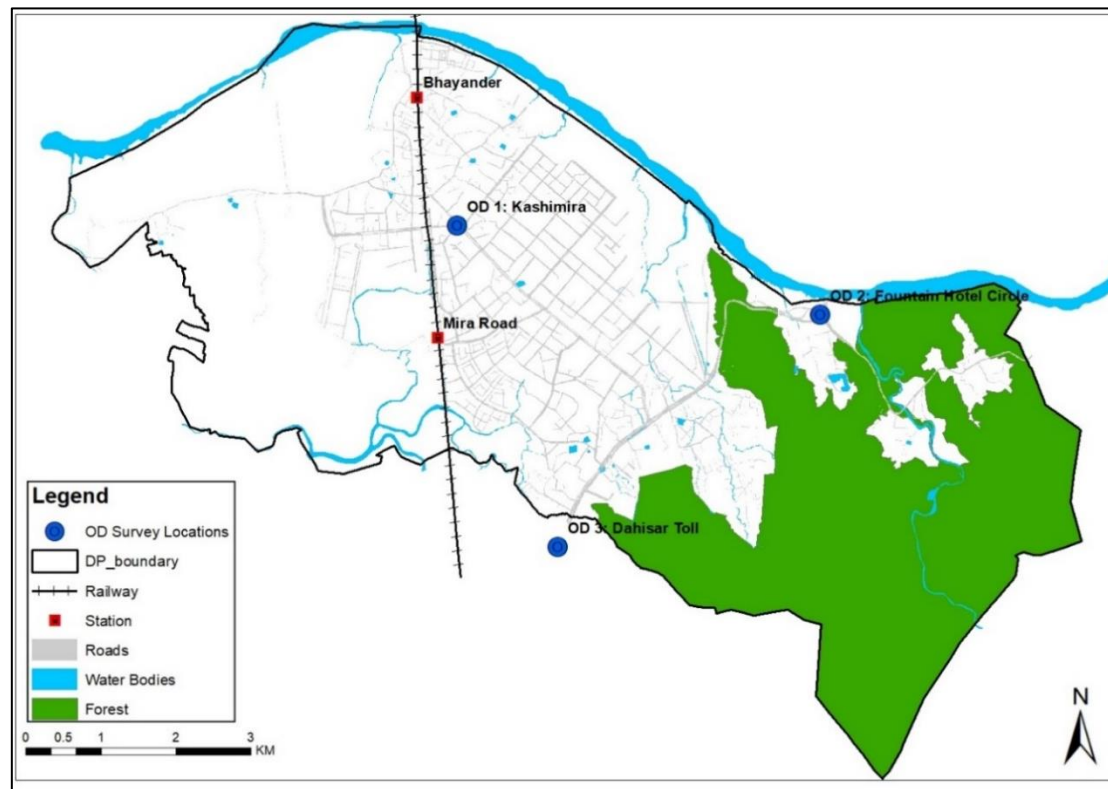 Bhayander
OD 1: Kashimira
OD 2: Fountain Hotel Circle
Mira Road
OD 3: Dahisar Toll
Legend
OD Survey Locations
DP_boundary
Railway
Station
Roads
Water Bodies
Forest
0 0.5 1 2 3
KM
N